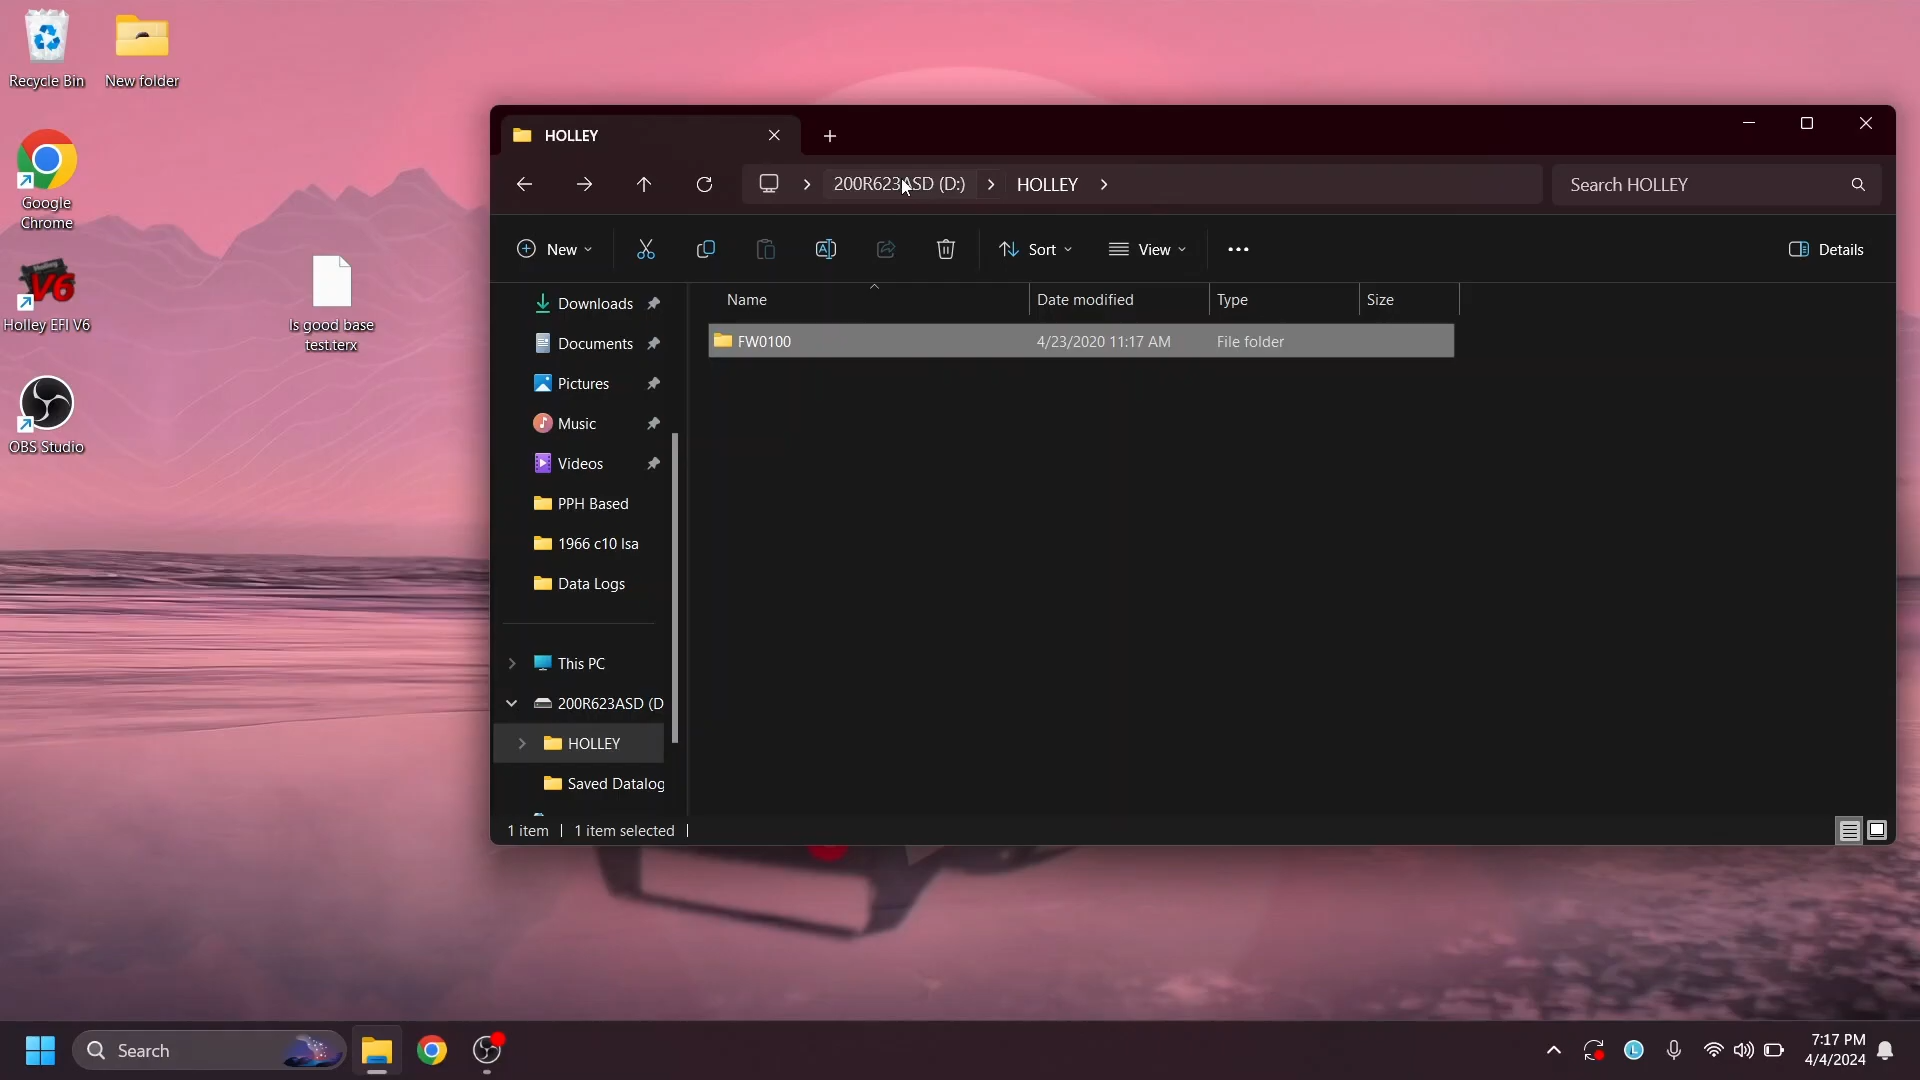 Recycle Bin
New folder
Google
Chrome
Holley
V6
Holley EFI V6
ls good base
test.terx
OBS Studio
HOLLEY
200R623ASD (D:)
HOLLEY
Search HOLLEY
New
Sort
View
Details
Name
Date modified
Type
Size
FW0100
4/23/2020 11:17 AM
File folder
Downloads
Documents
Pictures
Music
Videos
PPH Based
1966 c10 lsa
Data Logs
This PC
200R623ASD (D
HOLLEY
Saved Datalog
1 item
1 item selected
Search
L
7:17 PM
4/4/2024